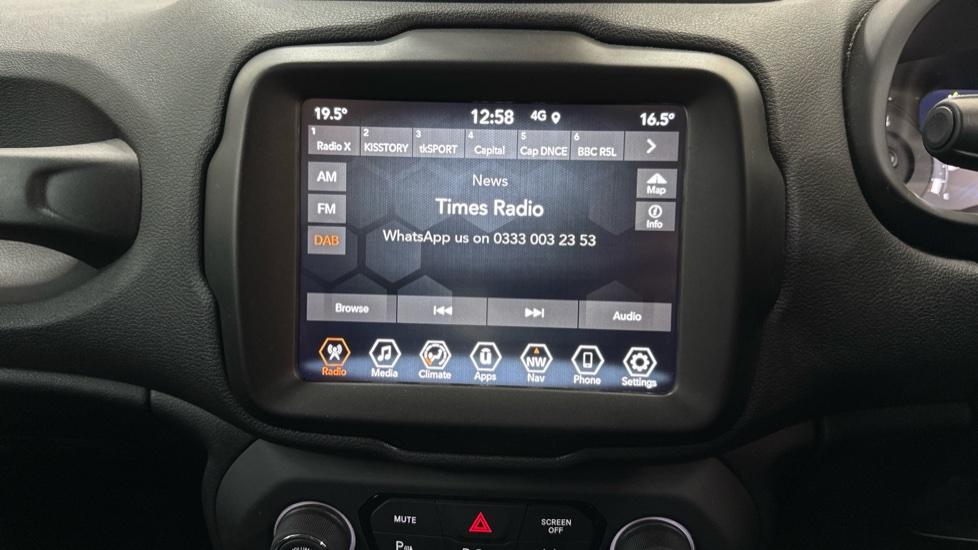 19.5° 12:58 4G 16.5°
1 2 3 4 5 6
Radio X KISSTORY tkSPORT Capital Cap DNCE BBC R5L
AM
FM
DAB
News
Times Radio
WhatsApp us on 0333 003 23 53
Map
Info
Browse Audio
Radio Media Climate Apps NW Nav Phone Settings
MUTE SCREEN OFF